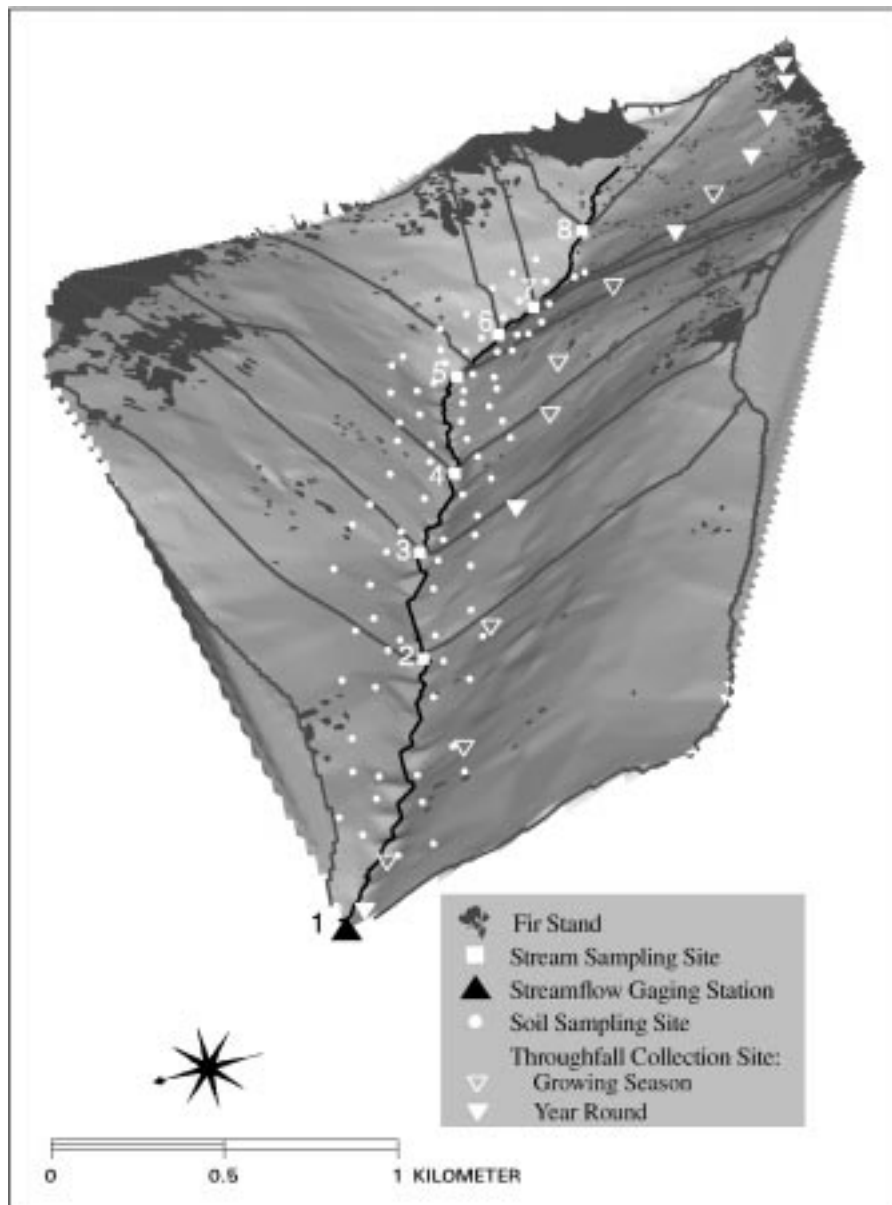 8
7
6
5
4
3
2
1
Fir Stand
Stream Sampling Site
Streamflow Gaging Station
Soil Sampling Site
Throughfall Collection Site:
Growing Season
Year Round
0 0.5 1 KILOMETER